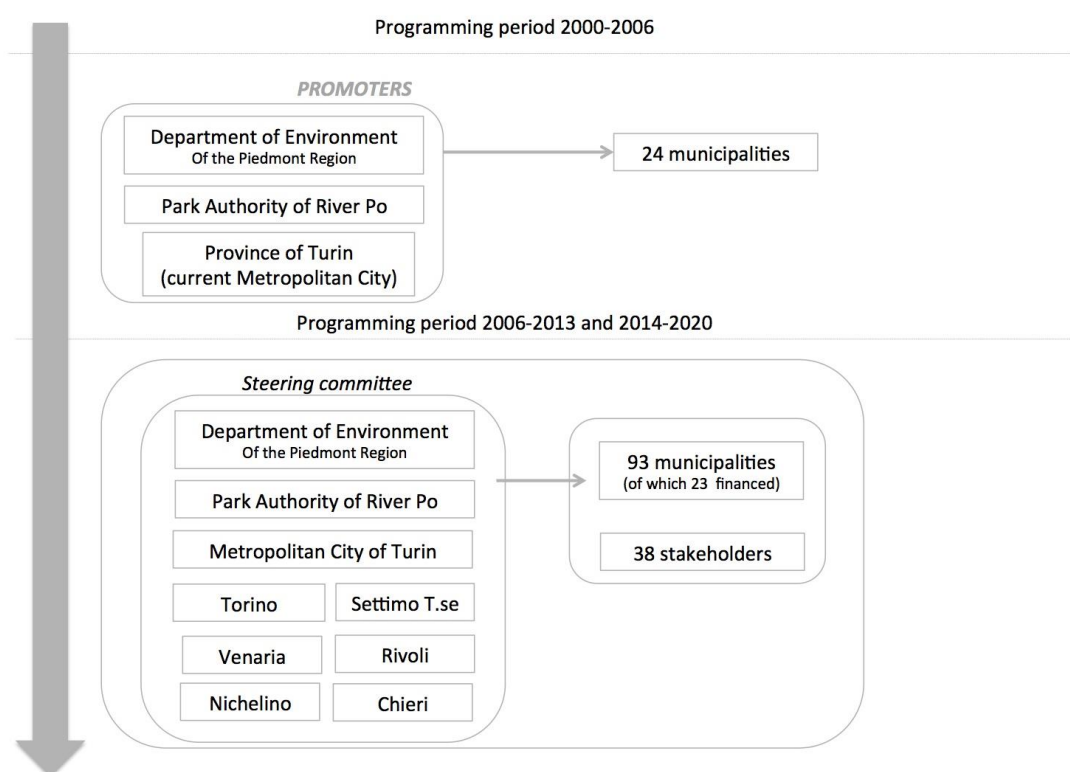 Programming period 2000-2006
PROMOTERS
Department of Environment
Of the Piedmont Region
24 municipalities
Park Authority of River Po
Province of Turin
(current Metropolitan City)
Programming period 2006-2013 and 2014-2020
Steering committee
Department of Environment
Of the Piedmont Region
93 municipalities
(of which 23 financed)
Park Authority of River Po
Metropolitan City of Turin
38 stakeholders
Torino
Settimo T.se
Venaria
Rivoli
Nichelino
Chieri